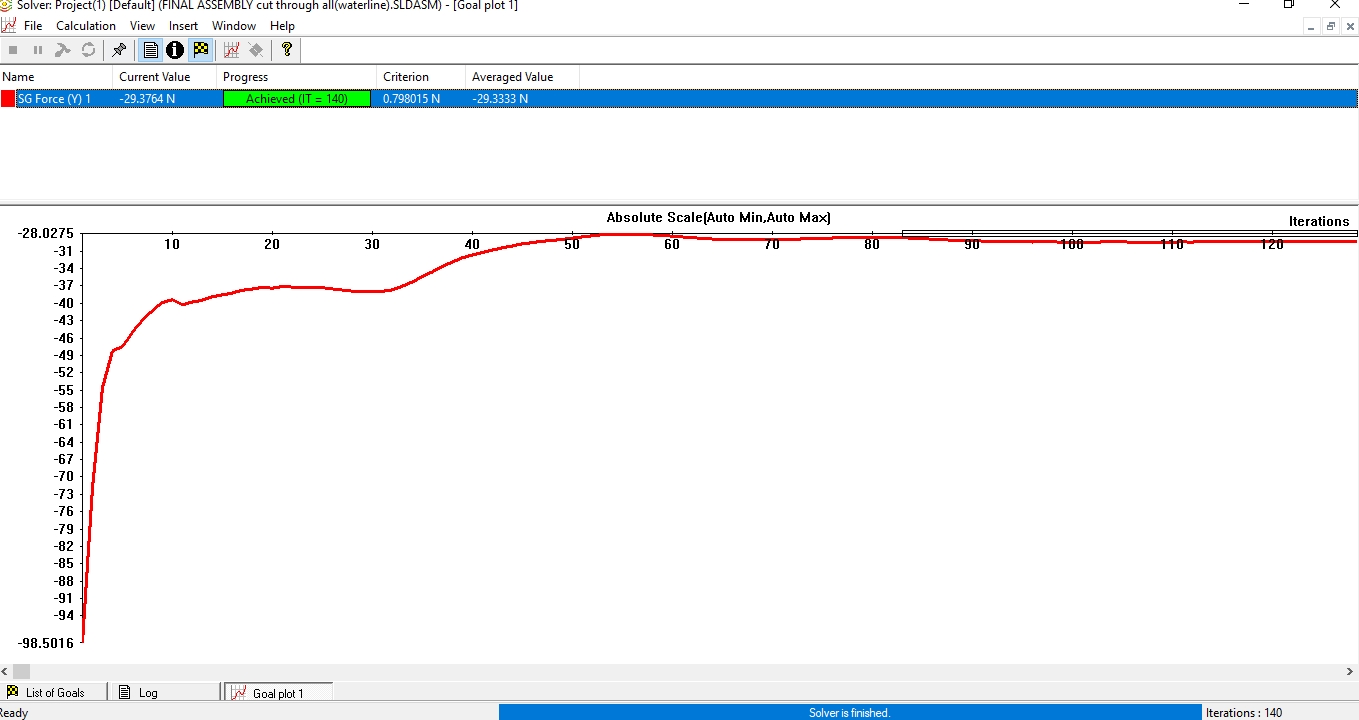 Solver: Project(1) [Default] (FINAL ASSEMBLY cut through all(waterline).SLDASM) - [Goal plot 1]
File Calculation View Insert Window Help
Name Current Value Progress Criterion Averaged Value
SG Force (Y) 1 -29.3764 N Achieved (IT = 140) 0.798015 N -29.3333 N
Absolute Scale(Auto Min,Auto Max)
Iterations
-28.0275
10 20 30 40 50 60 70 80 90 100 110 120
-31
-34
-37
-40
-43
-46
-49
-52
-55
-58
-61
-64
-67
-70
-73
-76
-79
-82
-85
-88
-91
-94
-98.5016
List of Goals Log Goal plot 1
Ready Solver is finished. Iterations : 140